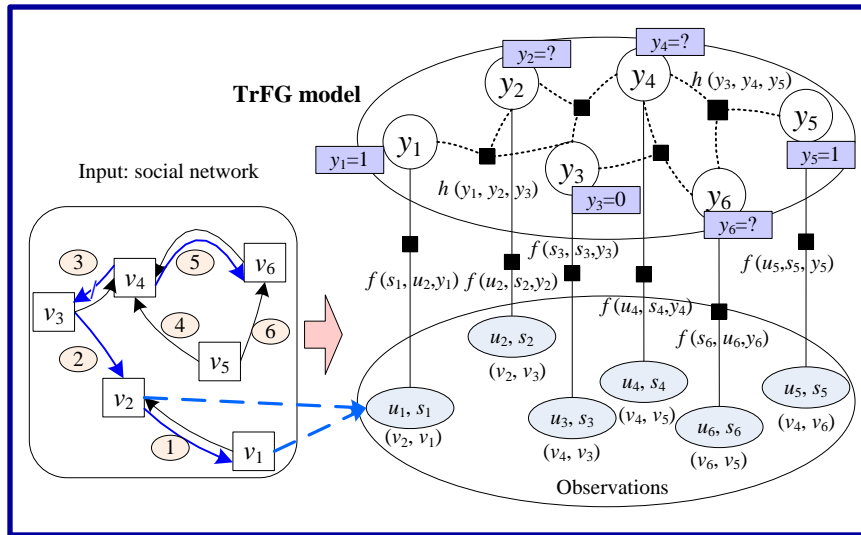 TrFG model
y2=?
y4=?
y2
y4
h (y3, y4, y5)
y5
y1
y1=1
y3
y5=1
Input: social network
h (y1, y2, y3)
y3=0
y6
y6=?
3
5
v4
v6
f(s3, s3,y3)
f(s1, u2,y1)
f(u2, s2,y2)
f(u5,s5, y5)
v3
4
6
f(u4, s4,y4)
2
v5
u2, s2
f(s6, u6,y6)
(v2, v3)
v2
u1, s1
u4, s4
u5, s5
(v2, v1)
u3, s3
(v4, v5)
(v4, v6)
1
v1
(v4, v3)
u6, s6
(v6, v5)
Observations